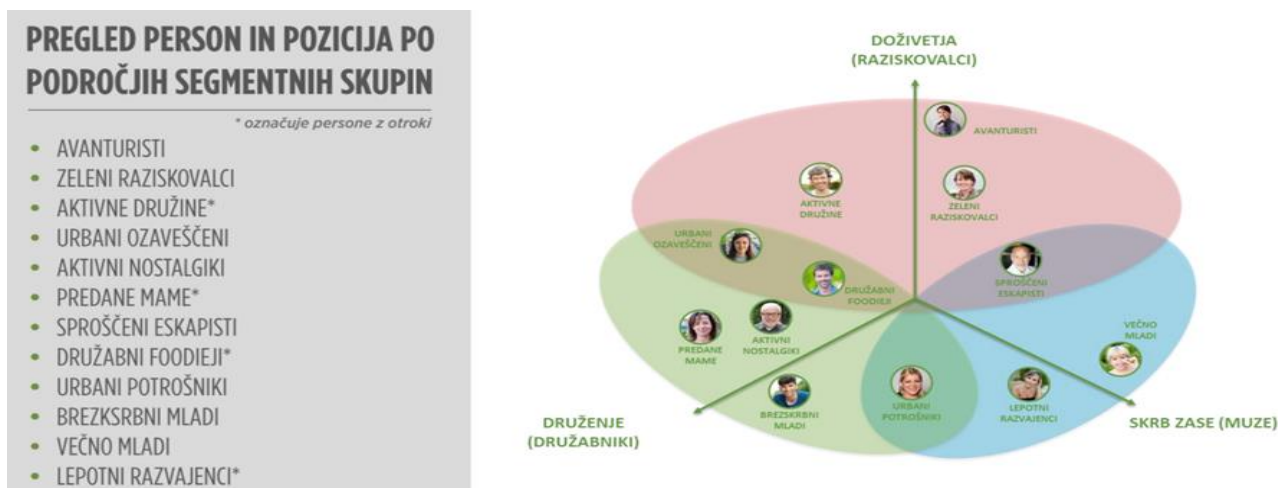 PREGLED PERSON IN POZICIJA PO
PODROČJIH SEGMENTNIH SKUPIN
* označuje persone z otroki
• AVANTURISTI
• ZELENI RAZISKOVALCI
• AKTIVNE DRUŽINE*
• URBANI OZAVEŠČENI
• AKTIVNI NOSTALGIKI
• PREDANE MAME*
• SPROŠČENI ESKAPISTI
• DRUŽABNI FOODIEJI*
• URBANI POTROŠNIKI
• BREZKSRBNI MLADI
• VEČNO MLADI
• LEPOTNI RAZVAJENCI*
DOŽIVETJA
(RAZISKOVALCI)
AVANTURISTI
AKTIVNE
DRUŽINE
ZELENI
RAZISKOVALCI
URBANI
OZAVEŠČENI
DRUŽABNI
FOODIEJI
SPROŠČENI
ESKAPISTI
PREDANE
MAME
AKTIVNI
NOSTALGIKI
VEČNO
MLADI
BREZSKRBNI
MLADI
URBANI
POTROŠNIKI
LEPOTNI
RAZVAJENCI
DRUŽENJE
(DRUŽABNIKI)
SKRB ZASE (MUZE)